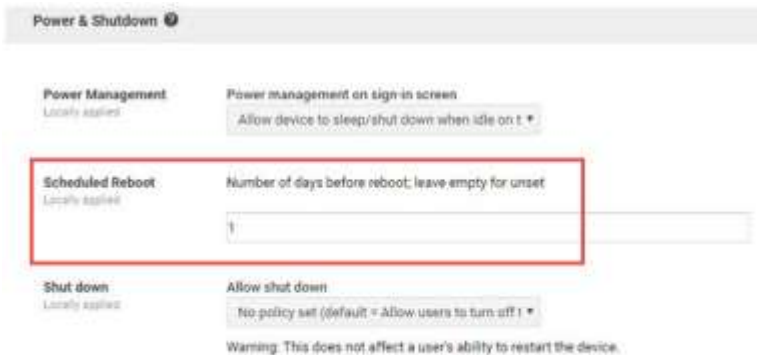 Power & Shutdown
Power Management
Locally applied
Power management on sign-in screen
Allow device to sleep/shut down when idle on t
Scheduled Reboot
Locally applied
Number of days before reboot; leave empty for unset
1
Shut down
Locally applied
Allow shut down
No policy set (default = Allow users to turn off t
Warning: This does not affect a user's ability to restart the device.